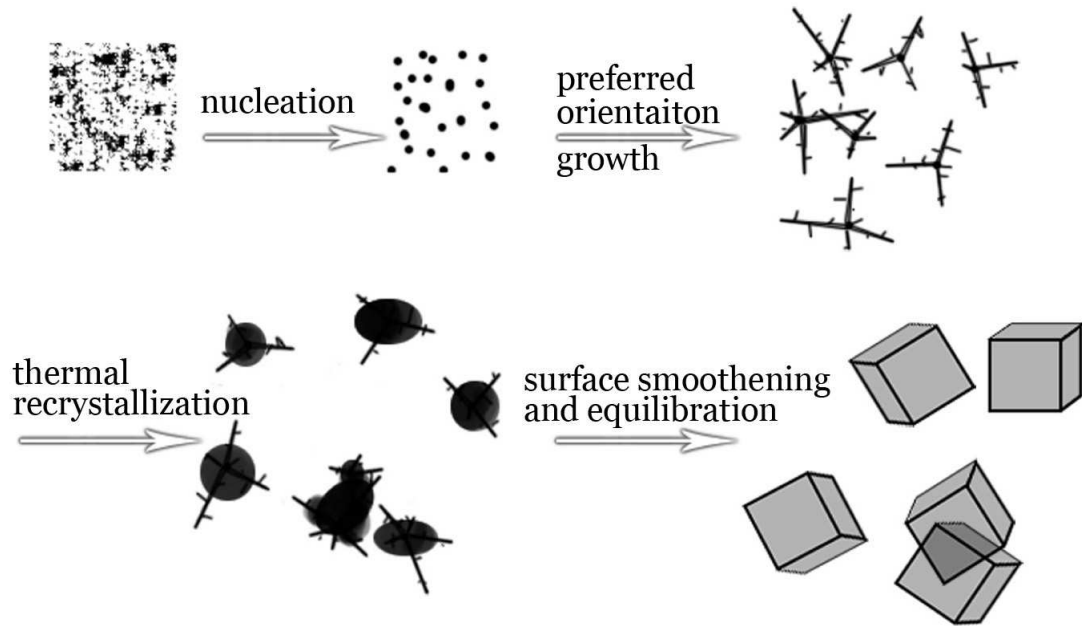 nucleation
preferred
orientaiton
growth
thermal
recrystallization
surface smoothening
and equilibration